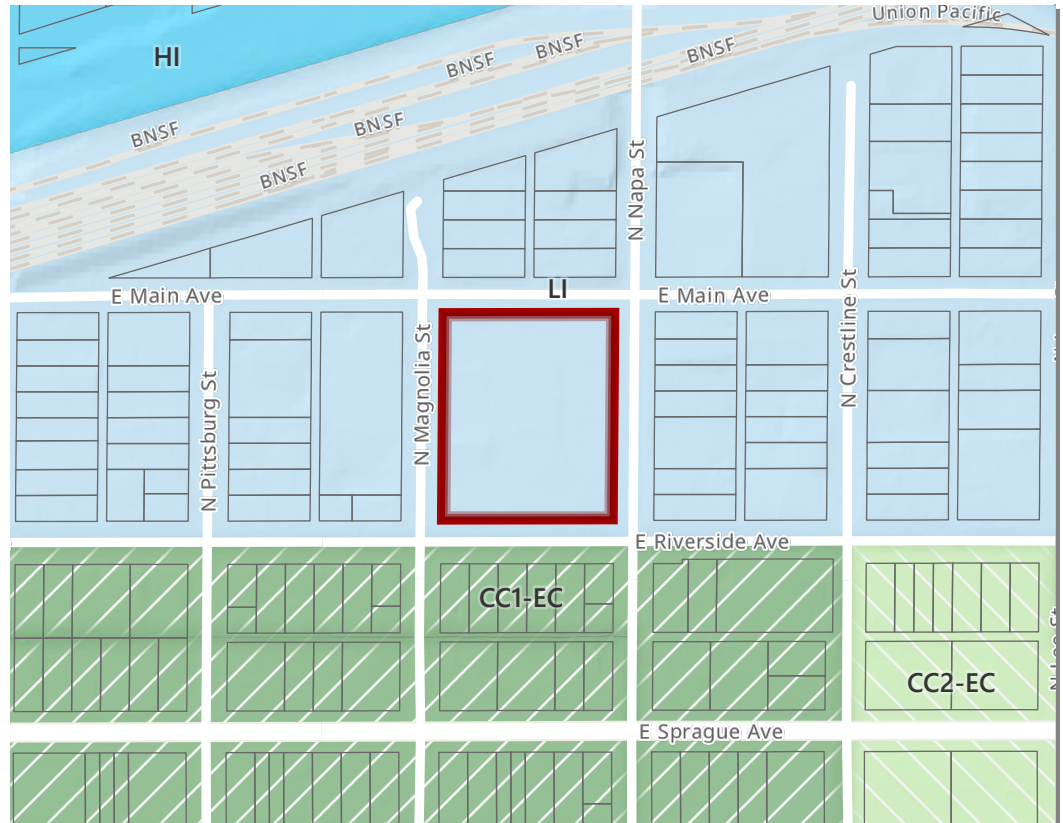 Union Pacific
HI
BNSF
BNSF
BNSF
BNSF
BNSF
BNSF
N Napa St
LI
E Main Ave
E Main Ave
N Crestline St
N Magnolia St
N Pittsburg St
E Riverside Ave
CC1-EC
CC2-EC
E Sprague Ave